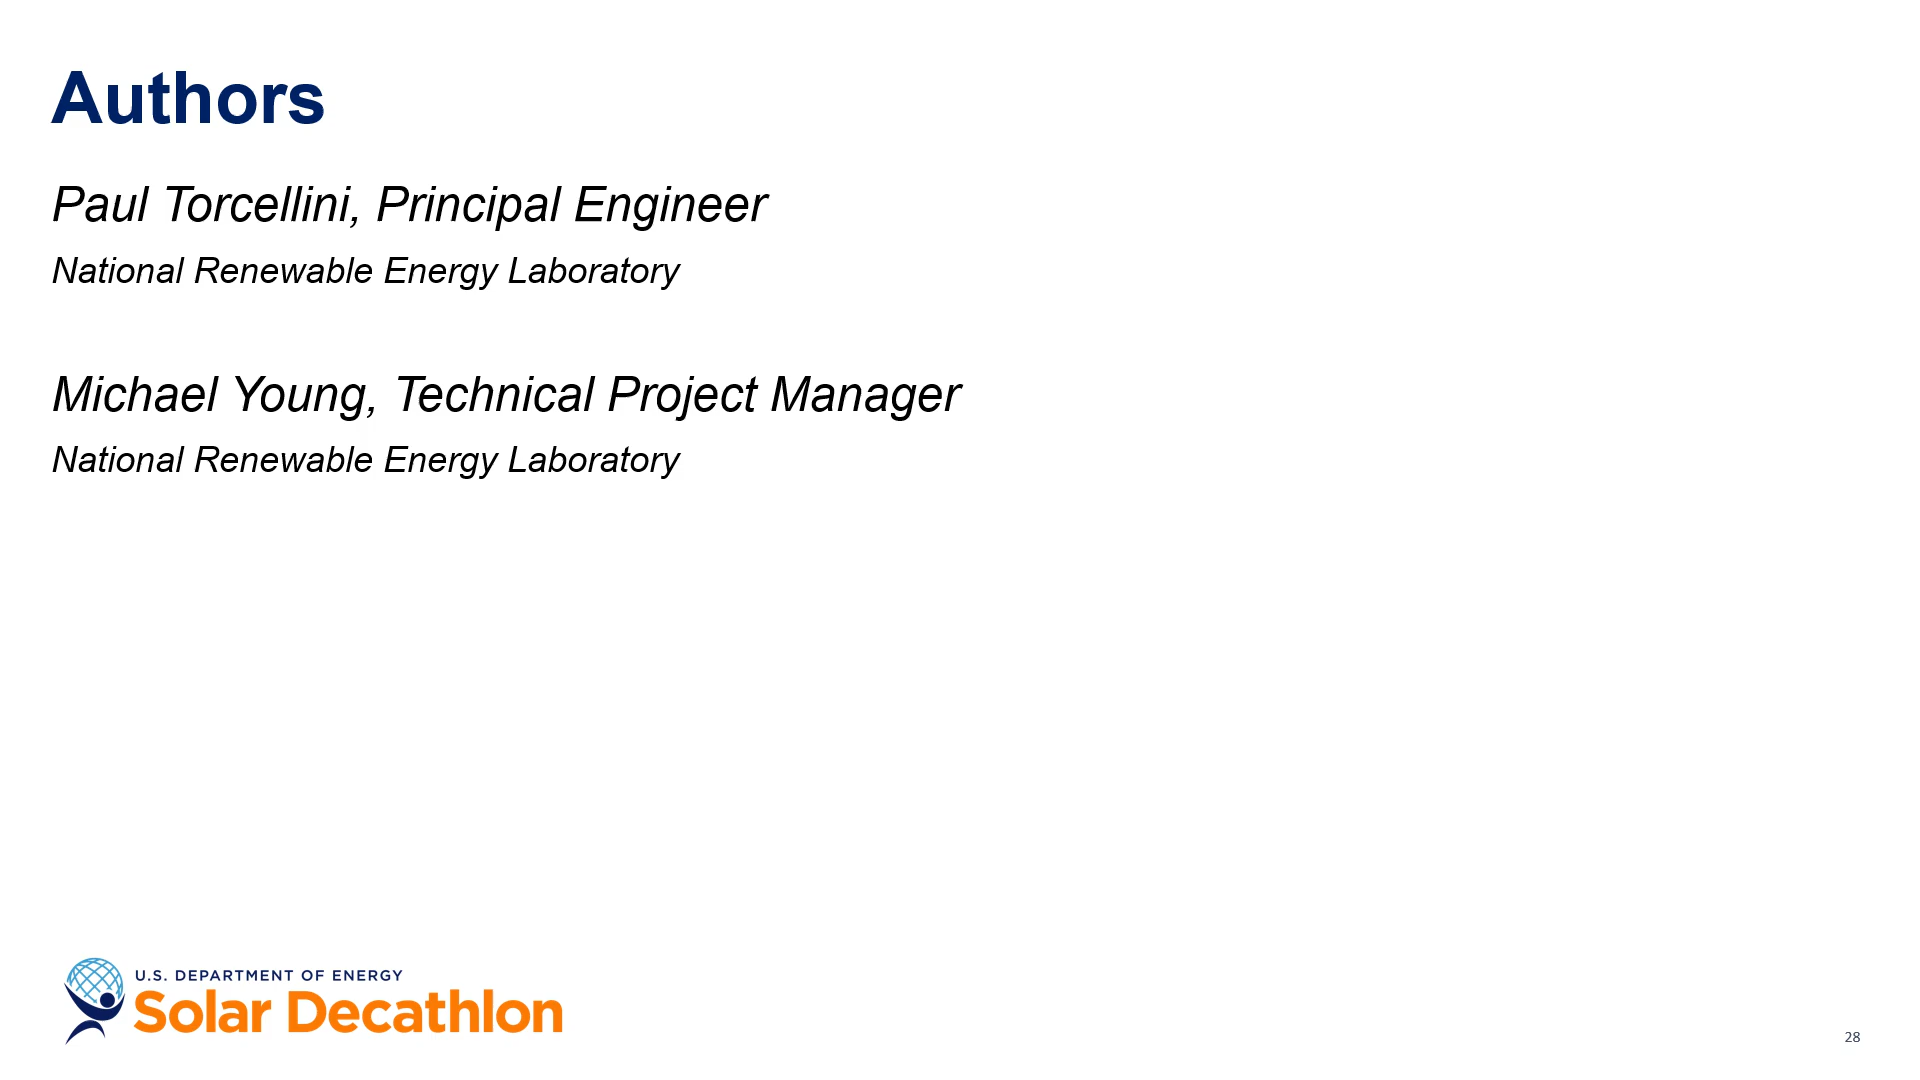 Authors
Paul Torcellini, Principal Engineer
National Renewable Energy Laboratory
Michael Young, Technical Project Manager
National Renewable Energy Laboratory
U.S. DEPARTMENT OF ENERGY
Solar Decathlon
28